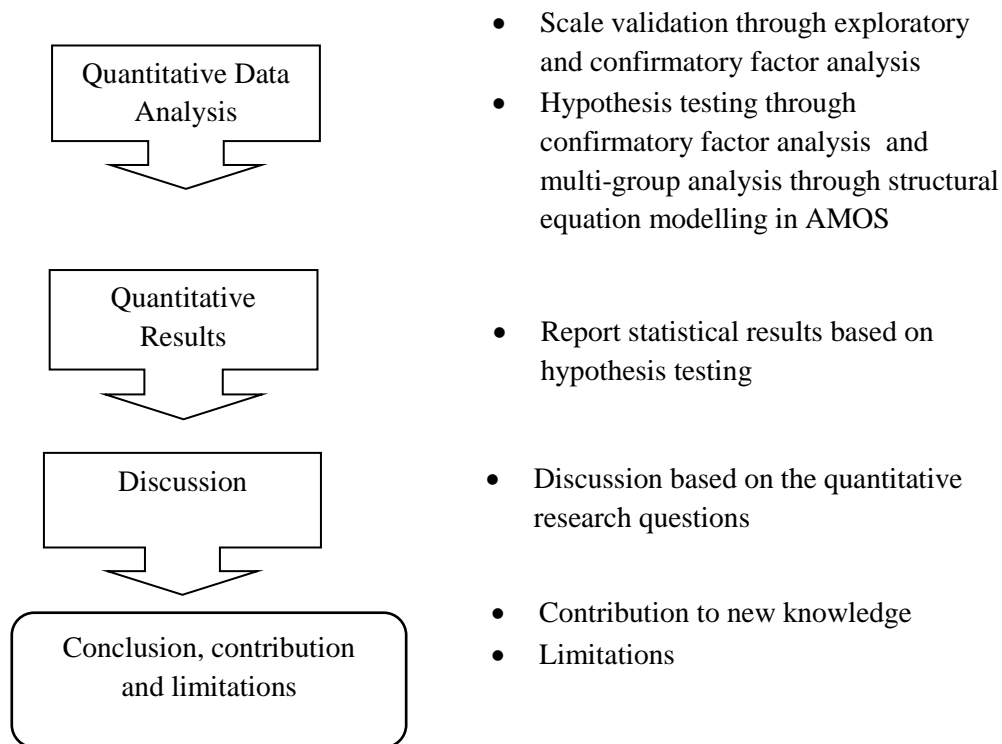 Quantitative Data
Analysis
• Scale validation through exploratory
and confirmatory factor analysis
• Hypothesis testing through
confirmatory factor analysis and
multi-group analysis through structural
equation modelling in AMOS
Quantitative
Results
• Report statistical results based on
hypothesis testing
Discussion
• Discussion based on the quantitative
research questions
Conclusion, contribution
and limitations
• Contribution to new knowledge
• Limitations